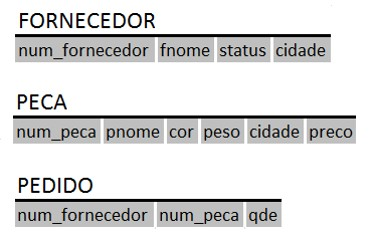 FORNECEDOR
num_fornecedor fnome status cidade
PECA
num_peca pnome cor peso cidade preco
PEDIDO
num_fornecedor num_peca qde